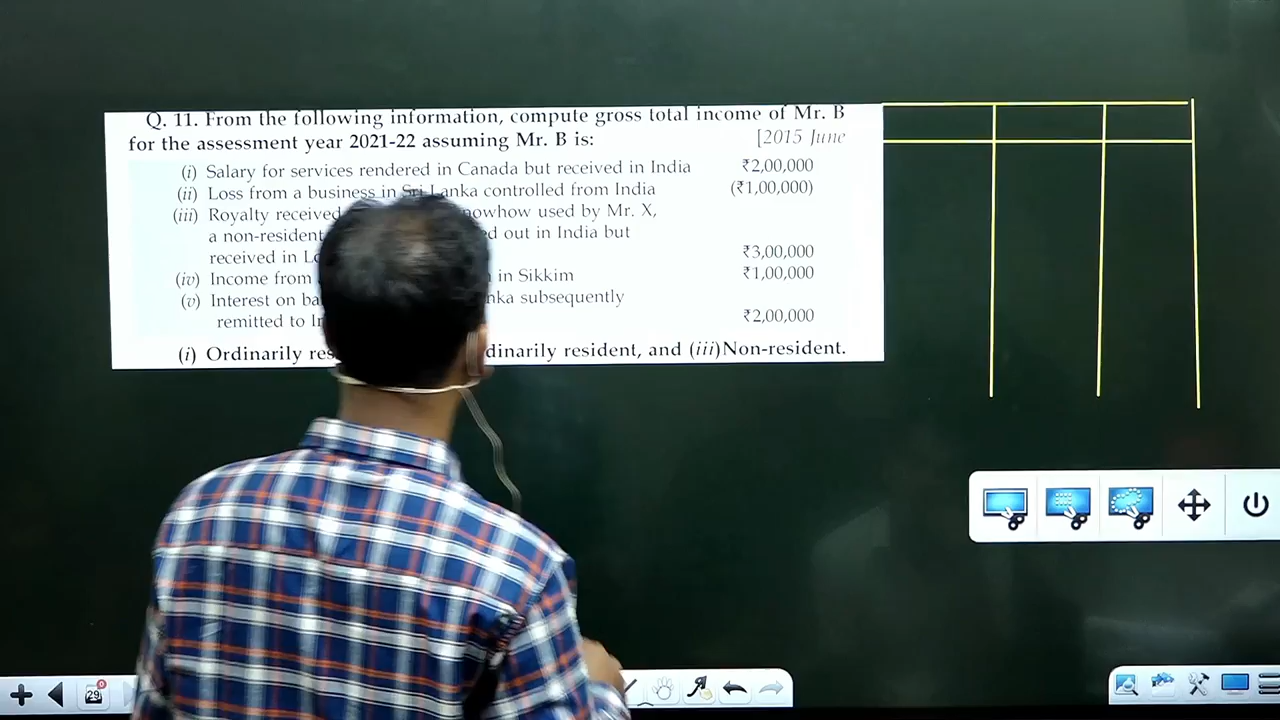 Q. 11. From the following information, compute gross total income of Mr. B
for the assessment year 2021-22 assuming Mr. B is: [2015 June
(i) Salary for services rendered in Canada but received in India ₹2,00,000
(ii) Loss from a business in Sri Lanka controlled from India (₹1,00,000)
(iii) Royalty received nowhow used by Mr. X,
a non-resident ed out in India but
received in Lo ₹3,00,000
(iv) Income from in Sikkim ₹1,00,000
(v) Interest on ba nka subsequently
remitted to In ₹2,00,000
(i) Ordinarily res dinarily resident, and (iii)Non-resident.
29